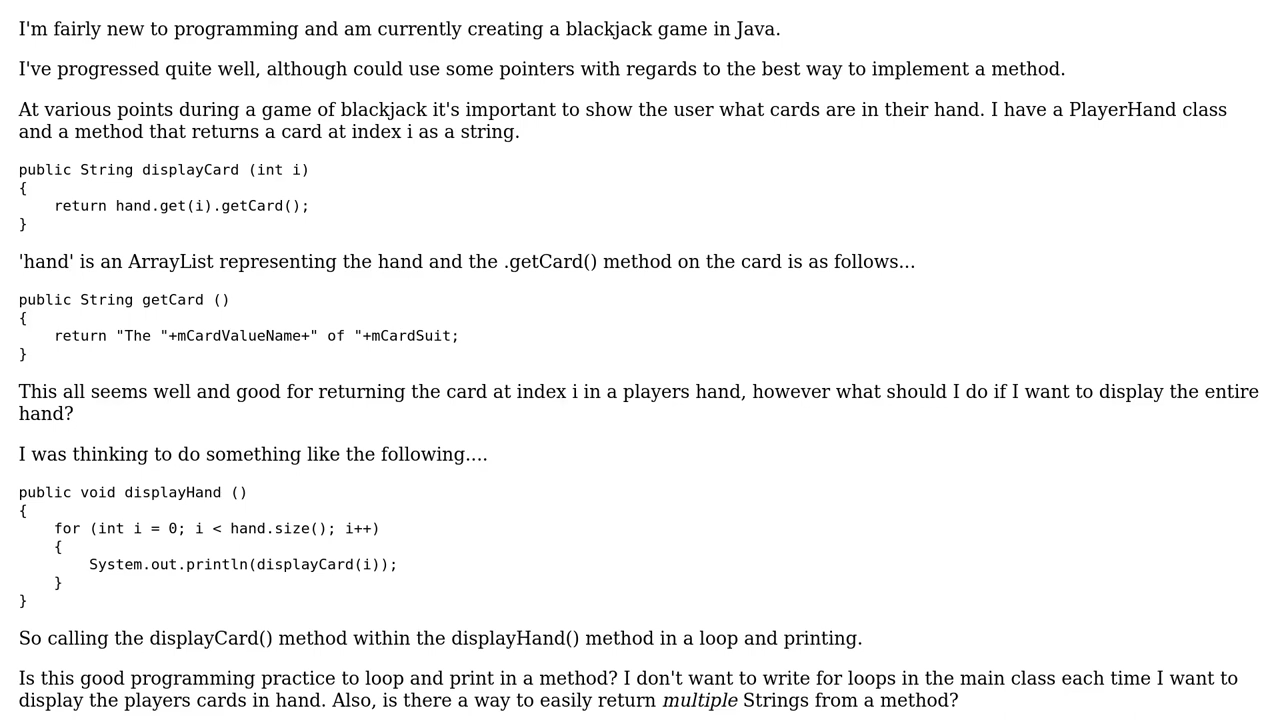 I'm fairly new to programming and am currently creating a blackjack game in Java.
I've progressed quite well, although could use some pointers with regards to the best way to implement a method.
At various points during a game of blackjack it's important to show the user what cards are in their hand. I have a PlayerHand class
and a method that returns a card at index i as a string.
public String displayCard (int i)
{
    return hand.get(i).getCard();
}
'hand' is an ArrayList representing the hand and the .getCard() method on the card is as follows...
public String getCard ()
{
    return "The "+mCardValueName+" of "+mCardSuit;
}
This all seems well and good for returning the card at index i in a players hand, however what should I do if I want to display the entire
hand?
I was thinking to do something like the following....
public void displayHand ()
{
    for (int i = 0; i < hand.size(); i++)
    {
        System.out.println(displayCard(i));
    }
}
So calling the displayCard() method within the displayHand() method in a loop and printing.
Is this good programming practice to loop and print in a method? I don't want to write for loops in the main class each time I want to
display the players cards in hand. Also, is there a way to easily return multiple Strings from a method?